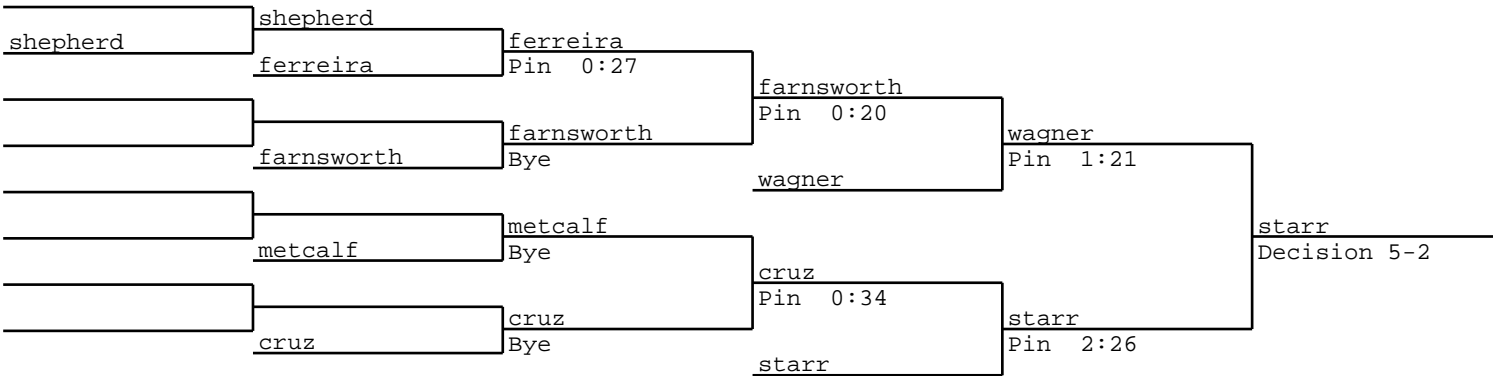 shepherd
shepherd
ferreira
ferreira
Pin 0:27
farnsworth
Pin 0:20
farnsworth
farnsworth
Bye
wagner
wagner
Pin 1:21
metcalf
metcalf
Bye
starr
Decision 5-2
cruz
Pin 0:34
cruz
cruz
Bye
starr
starr
Pin 2:26